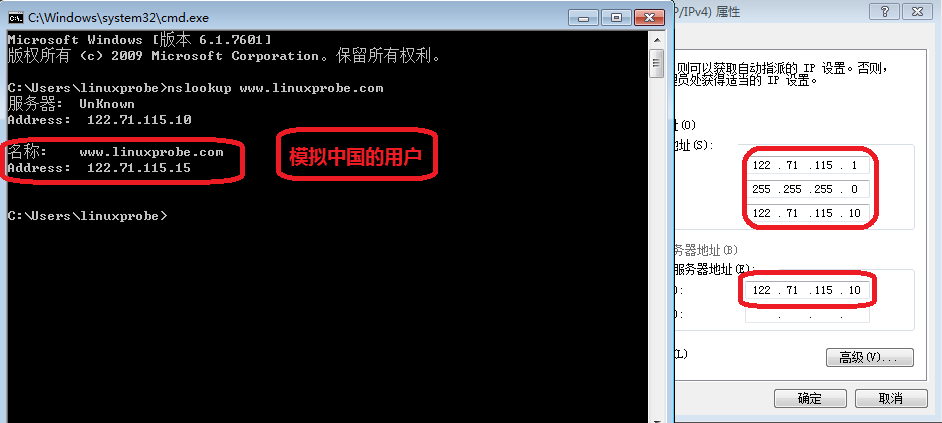 C:\Windows\system32\cmd.exe
Microsoft Windows [版本 6.1.7601]
版权所有 (c) 2009 Microsoft Corporation。保留所有权利。
C:\Users\linuxprobe>nslookup www.linuxprobe.com
服务器:  UnKnown
Address:  122.71.115.10
名称:    www.linuxprobe.com
Address:  122.71.115.15
C:\Users\linuxprobe>
模拟中国的用户
/IPv4) 属性
则可以获取自动指派的 IP 设置。否则,
员处获得适当的 IP 设置。
(O)
地址(S):
122 . 71 .115 . 1
255 .255 .255 . 0
122 . 71 .115 . 10
务器地址(B)
服务器地址(E):
122 . 71 .115 . 10
. . .
(L)
高级(V)...
确定
取消